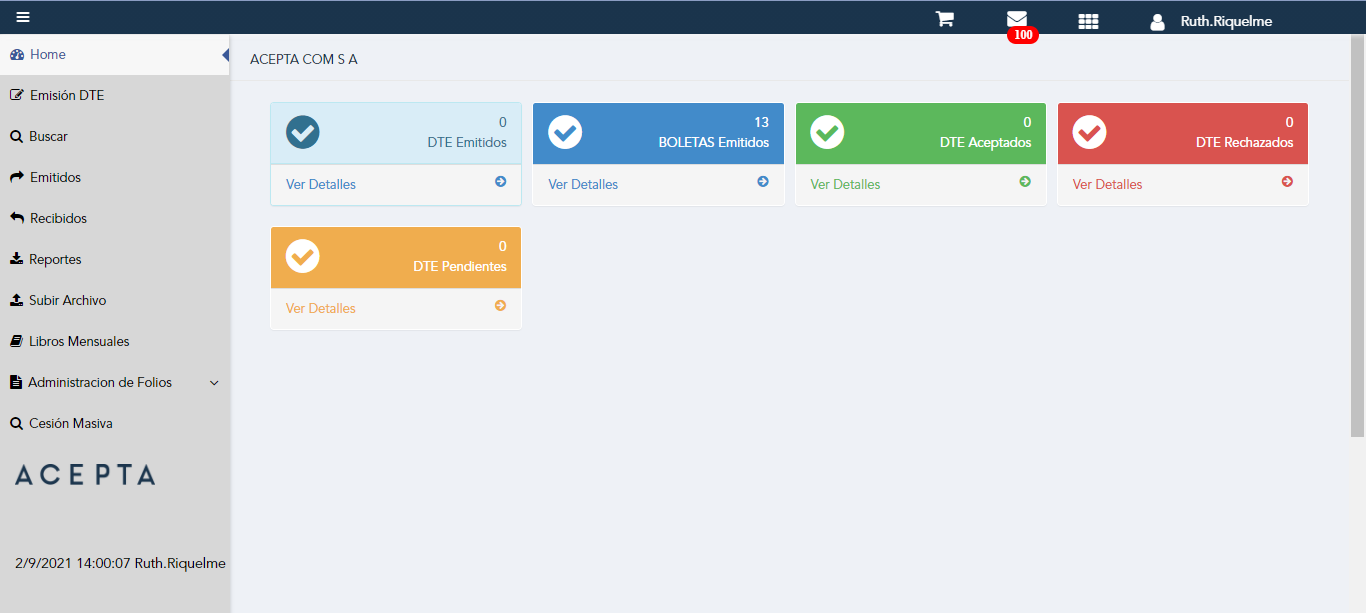 Ruth.Riquelme
100
Home
ACEPTA COM S A
Emisión DTE
Buscar
Emitidos
Recibidos
Reportes
Subir Archivo
Libros Mensuales
Administracion de Folios
Cesión Masiva
ACEPTA
2/9/2021 14:00:07 Ruth.Riquelme
0
DTE Emitidos
Ver Detalles
13
BOLETAS Emitidos
Ver Detalles
0
DTE Aceptados
Ver Detalles
0
DTE Rechazados
Ver Detalles
0
DTE Pendientes
Ver Detalles